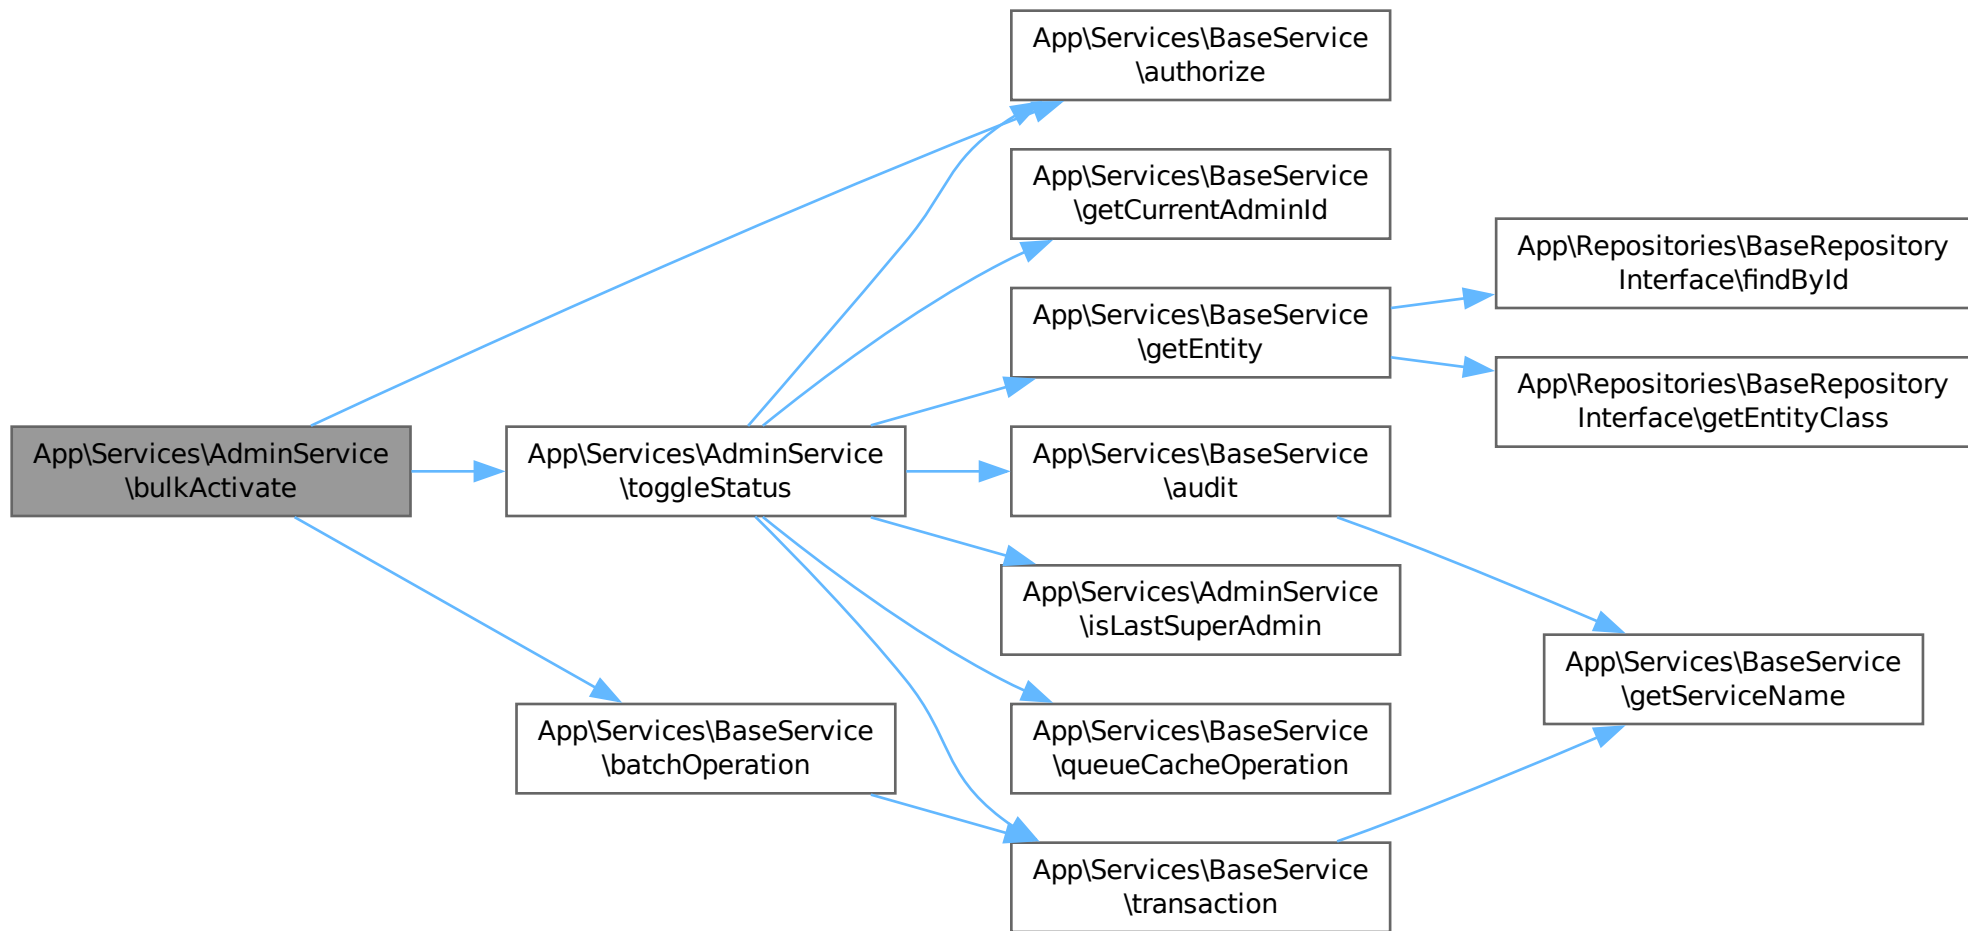 App\Services\BaseService
\authorize
App\Services\BaseService
\getCurrentAdminId
App\Repositories\BaseRepository
Interface\findById
App\Services\BaseService
\getEntity
App\Repositories\BaseRepository
Interface\getEntityClass
App\Services\AdminService
\bulkActivate
App\Services\AdminService
\toggleStatus
App\Services\BaseService
\audit
App\Services\AdminService
\isLastSuperAdmin
App\Services\BaseService
\getServiceName
App\Services\BaseService
\batchOperation
App\Services\BaseService
\queueCacheOperation
App\Services\BaseService
\transaction